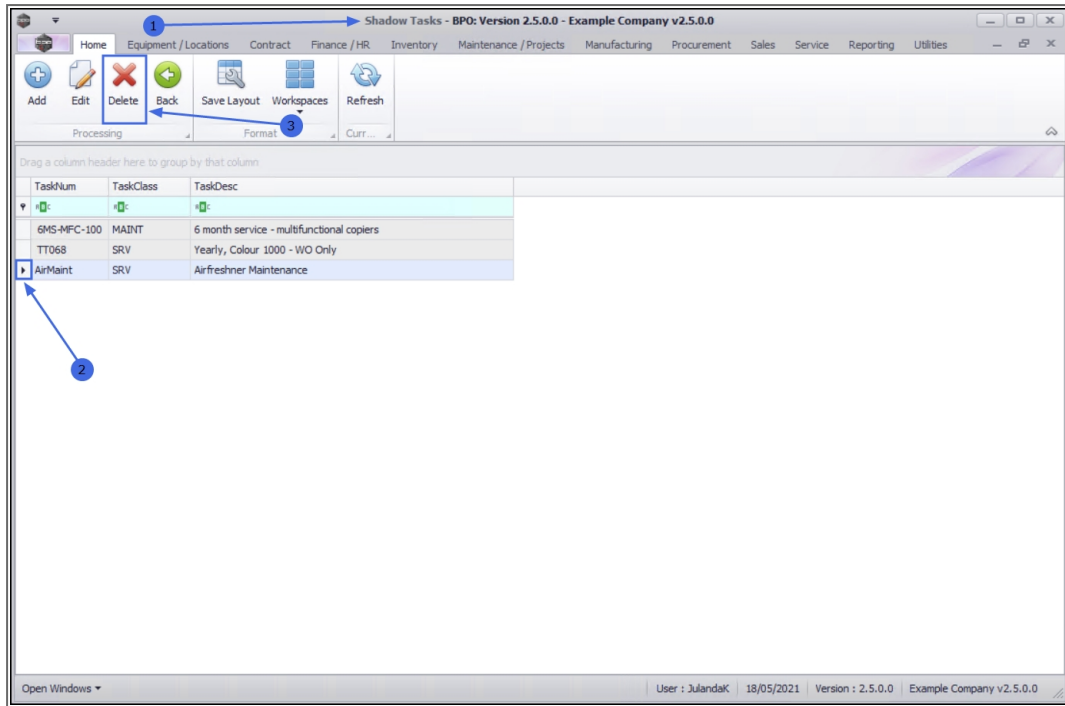 1
Shadow Tasks - BPO: Version 2.5.0.0 - Example Company v2.5.0.0
Home Equipment / Locations Contract Finance / HR Inventory Maintenance / Projects Manufacturing Procurement Sales Service Reporting Utilities
Add Edit Delete Back Save Layout Workspaces Refresh
3
Processing Format Curr...
Drag a column header here to group by that column
TaskNum TaskClass TaskDesc
6MS-MFC-100 MAINT 6 month service - multifunctional copiers
TT068 SRV Yearly, Colour 1000 - WO Only
AirMaint SRV Airfreshner Maintenance
2
Open Windows User : JulandaK 18/05/2021 Version : 2.5.0.0 Example Company v2.5.0.0